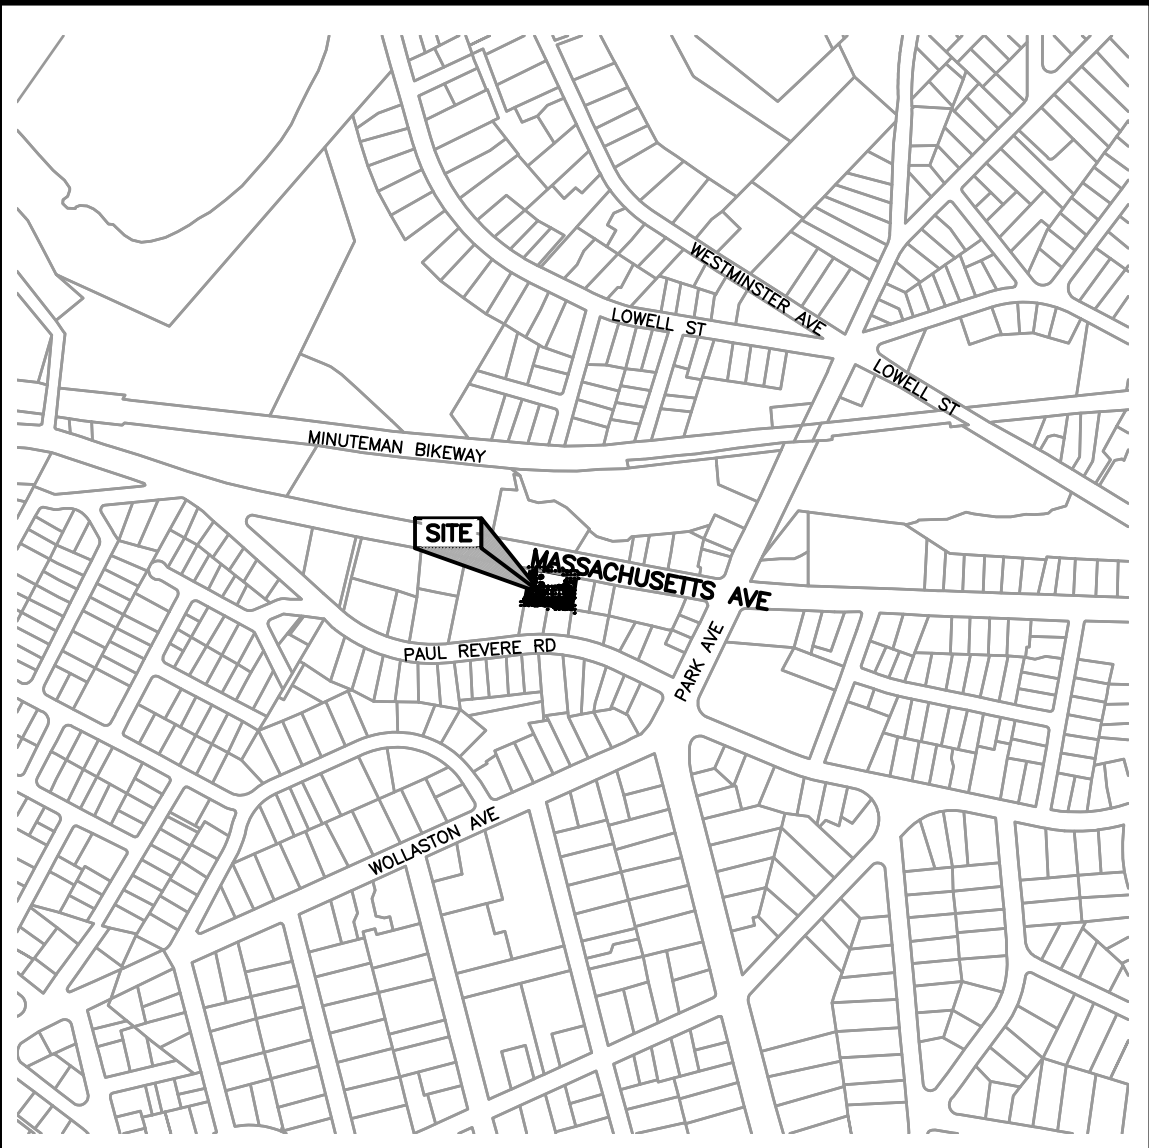 WESTMINSTER AVE
LOWELL ST
LOWELL ST
MINUTEMAN BIKEWAY
SITE
MASSACHUSETTS AVE
PAUL REVERE RD
PARK AVE
WOLLASTON AVE